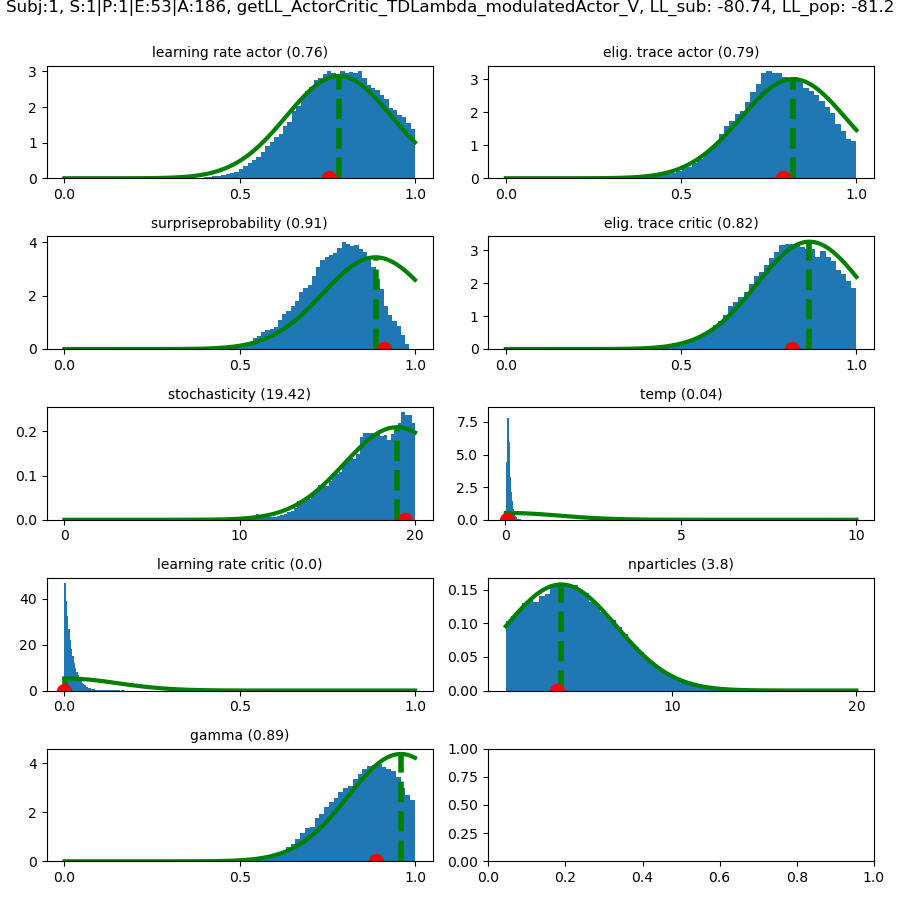 Subj:1, S:1|P:1|E:53|A:186, getLL_ActorCritic_TDLambda_modulatedActor_V, LL_sub: -80.74, LL_pop: -81.2
learning rate actor (0.76)
elig. trace actor (0.79)
3
2
1
0
0.0 0.5 1.0
3
2
1
0
0.0 0.5 1.0
surpriseprobability (0.91)
elig. trace critic (0.82)
4
2
0
0.0 0.5 1.0
3
2
1
0
0.0 0.5 1.0
stochasticity (19.42)
temp (0.04)
0.2
0.1
0.0
0 10 20
7.5
5.0
2.5
0.0
0 5 10
learning rate critic (0.0)
nparticles (3.8)
40
20
0
0.0 0.5 1.0
0.15
0.10
0.05
0.00
10 20
gamma (0.89)
4
2
0
0.0 0.5 1.0
1.00
0.75
0.50
0.25
0.00
0.0 0.2 0.4 0.6 0.8 1.0